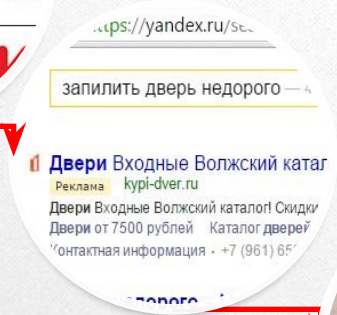 https://yandex.ru/se
запилить дверь недорого —
Двери Входные Волжский катал
Реклама kypi-dver.ru
Двери Входные Волжский каталог! Скидки
Двери от 7500 рублей Каталог дверей
Контактная информация · +7 (961) 65
недорого